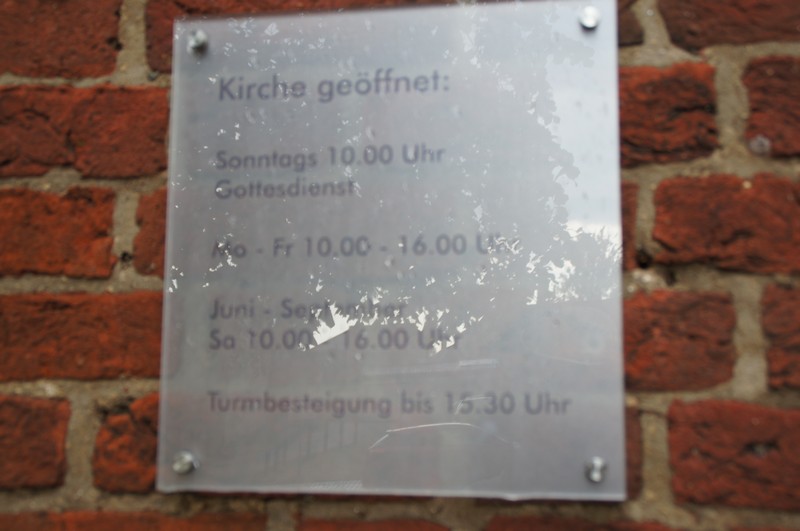 Kirche geöffnet:
Sonntags 10.00 Uhr
Gottesdienst
Mo - Fr 10.00 - 16.00 Uhr
Juni - September
Sa 10.00 - 16.00 Uhr
Turmbesteigung bis 15.30 Uhr